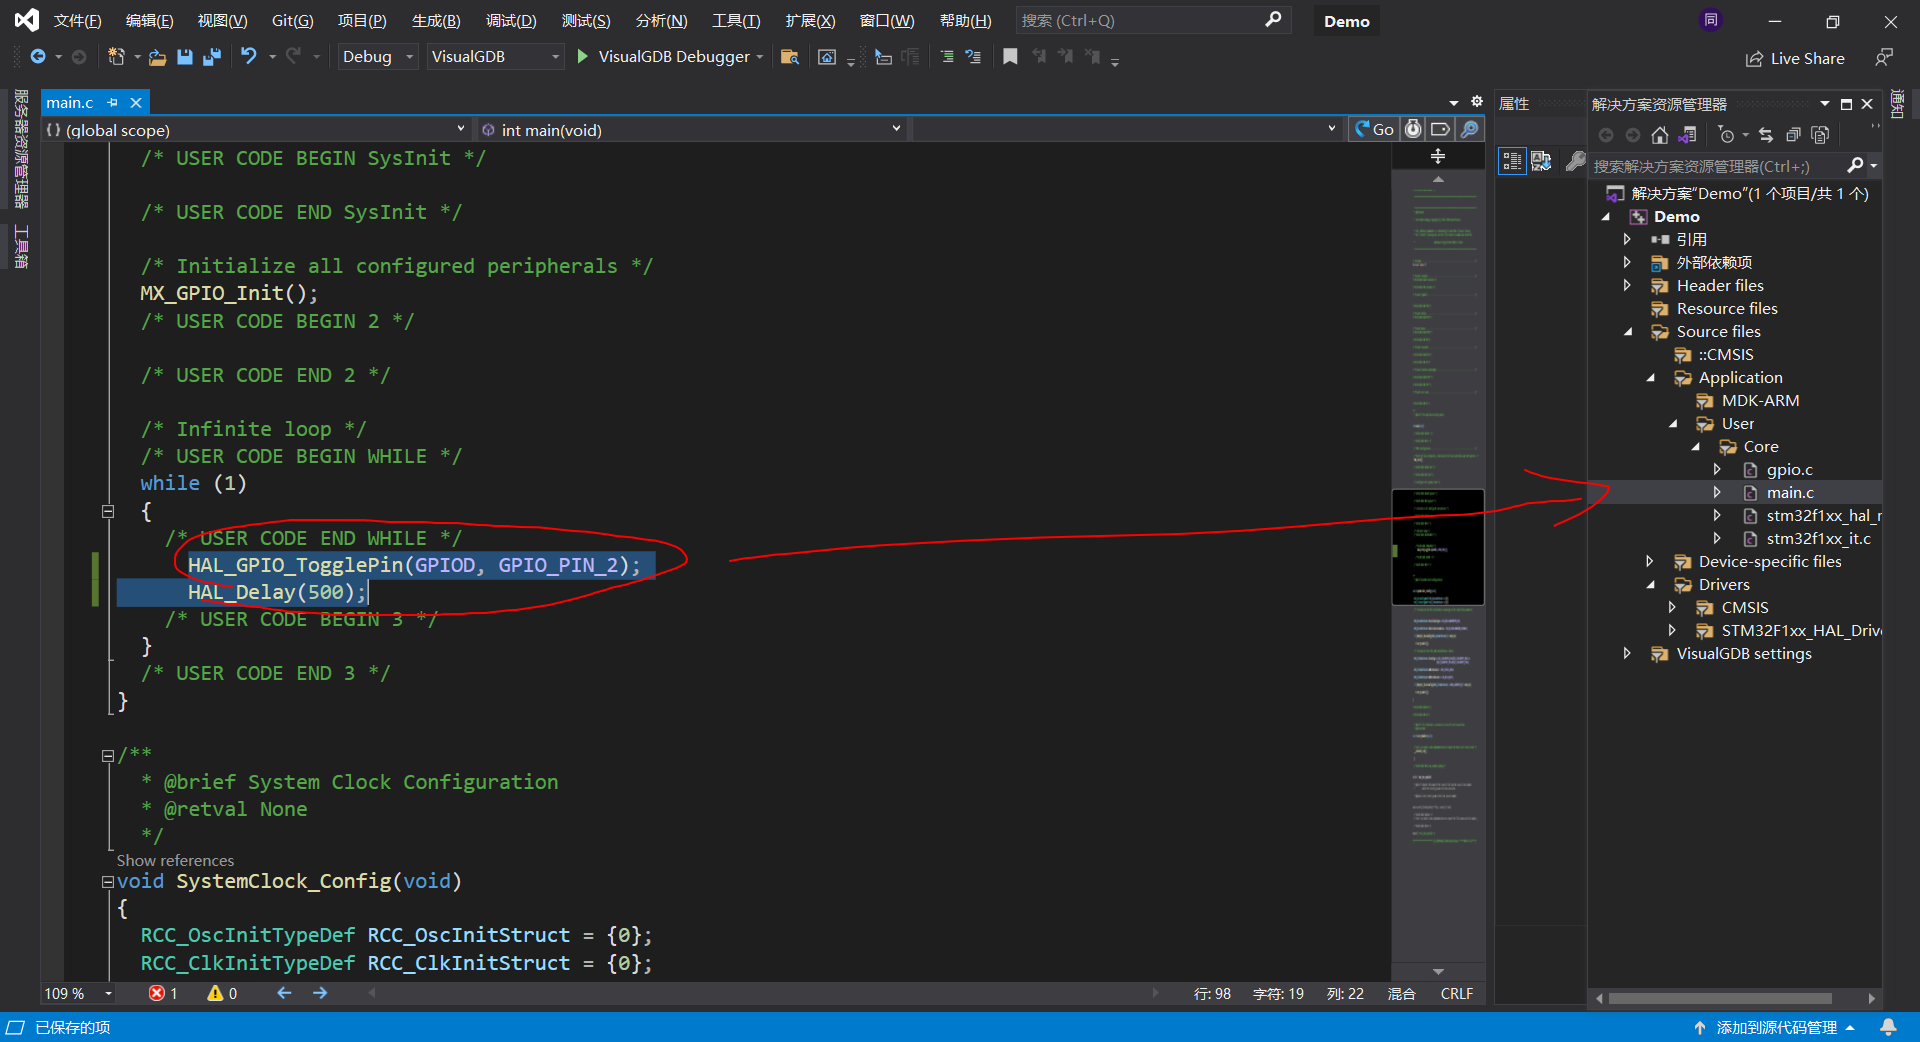 文件(F) 编辑(E) 视图(V) Git(G) 项目(P) 生成(B) 调试(D) 测试(S) 分析(N) 工具(T) 扩展(X) 窗口(W) 帮助(H) 搜索 (Ctrl+Q) Demo 同
Debug VisualGDB VisualGDB Debugger Live Share
服务器资源管理器
工具箱
main.c
{ } (global scope) int main(void) Go
/* USER CODE BEGIN SysInit */
/* USER CODE END SysInit */
/* Initialize all configured peripherals */
MX_GPIO_Init();
/* USER CODE BEGIN 2 */
/* USER CODE END 2 */
/* Infinite loop */
/* USER CODE BEGIN WHILE */
while (1)
{
/* USER CODE END WHILE */
HAL_GPIO_TogglePin(GPIOD, GPIO_PIN_2);
HAL_Delay(500);
/* USER CODE BEGIN 3 */
}
/* USER CODE END 3 */
}
/**
* @brief System Clock Configuration
* @retval None
*/
Show references
void SystemClock_Config(void)
{
RCC_OscInitTypeDef RCC_OscInitStruct = {0};
RCC_ClkInitTypeDef RCC_ClkInitStruct = {0};
109 % 1 0 行: 98 字符: 19 列: 22 混合 CRLF
属性
解决方案资源管理器
搜索解决方案资源管理器(Ctrl+;)
解决方案"Demo"(1 个项目/共 1 个)
Demo
引用
外部依赖项
Header files
Resource files
Source files
::CMSIS
Application
MDK-ARM
User
Core
gpio.c
main.c
stm32f1xx_hal_
stm32f1xx_it.c
Device-specific files
Drivers
CMSIS
STM32F1xx_HAL_Driv
VisualGDB settings
通知
已保存的项 添加到源代码管理